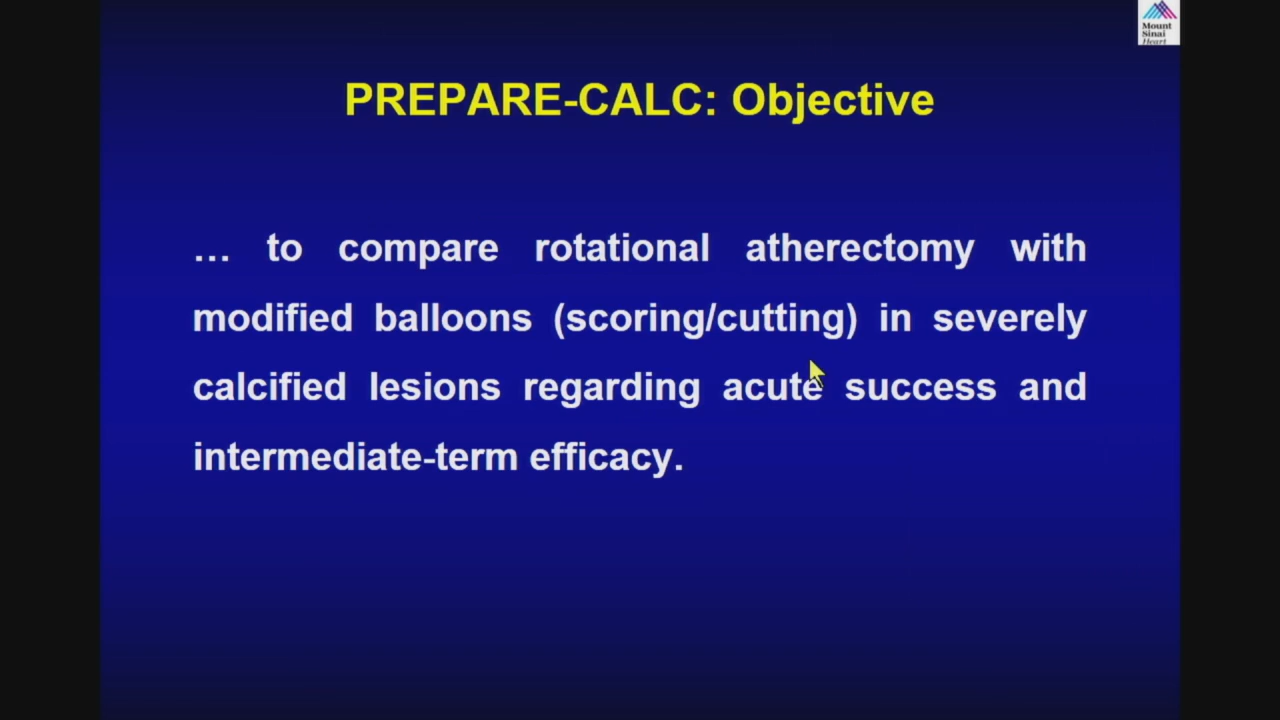 Mount
Sinai
Heart
PREPARE-CALC: Objective
… to compare rotational atherectomy with
modified balloons (scoring/cutting) in severely
calcified lesions regarding acute success and
intermediate-term efficacy.